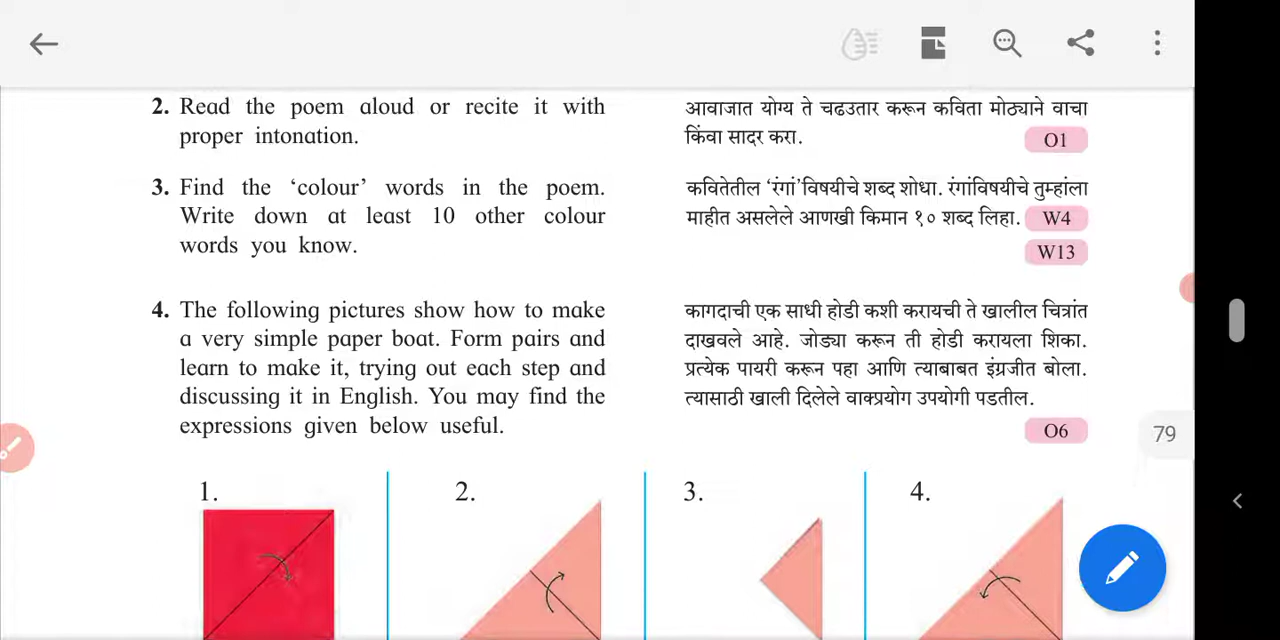 2. Read the poem aloud or recite it with
proper intonation.
आवाजात योग्य ते चढउतार करून कविता मोठ्याने वाचा
किंवा सादर करा.
O1
3. Find the ‘colour’ words in the poem.
Write down at least 10 other colour
words you know.
कवितेतील ‘रंगां’विषयीचे शब्द शोधा. रंगांविषयीचे तुम्हांला
माहीत असलेले आणखी किमान १० शब्द लिहा. W4
W13
4. The following pictures show how to make
a very simple paper boat. Form pairs and
learn to make it, trying out each step and
discussing it in English. You may find the
expressions given below useful.
कागदाची एक साधी होडी कशी करायची ते खालील चित्रांत
दाखवले आहे. जोड्या करून ती होडी करायला शिका.
प्रत्येक पायरी करून पहा आणि त्याबाबत इंग्रजीत बोला.
त्यासाठी खाली दिलेले वाक्प्रयोग उपयोगी पडतील.
O6
79
1.
2.
3.
4.